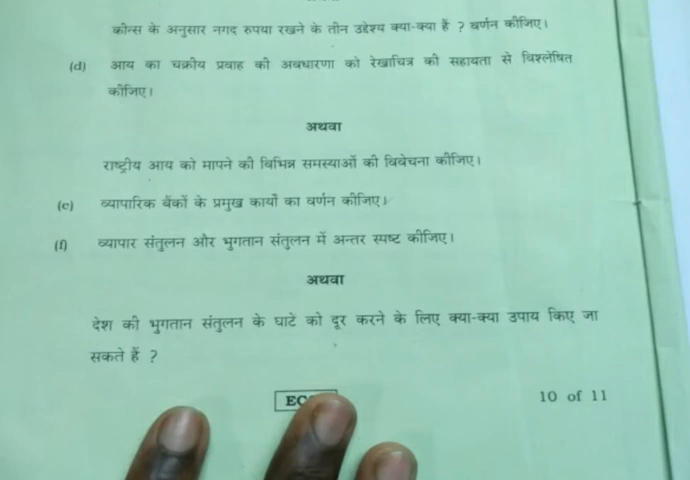 कीन्स के अनुसार नगद रुपया रखने के तीन उद्देश्य क्या-क्या हैं ? वर्णन कीजिए।
(d) आय का चक्रीय प्रवाह की अवधारणा को रेखाचित्र की सहायता से विश्लेषित
कीजिए।
अथवा
राष्ट्रीय आय को मापने की विभिन्न समस्याओं की विवेचना कीजिए।
(e) व्यापारिक बैंकों के प्रमुख कार्यों का वर्णन कीजिए।
(f) व्यापार संतुलन और भुगतान संतुलन में अन्तर स्पष्ट कीजिए।
अथवा
देश की भुगतान संतुलन के घाटे को दूर करने के लिए क्या-क्या उपाय किए जा
सकते हैं ?
10 of 11